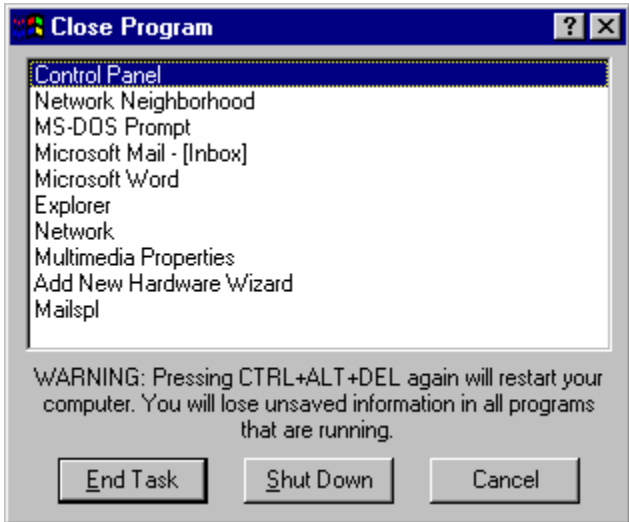 Close Program
Control Panel
Network Neighborhood
MS-DOS Prompt
Microsoft Mail - [Inbox]
Microsoft Word
Explorer
Network
Multimedia Properties
Add New Hardware Wizard
Mailspl
WARNING: Pressing CTRL+ALT+DEL again will restart your
computer. You will lose unsaved information in all programs
that are running.
End Task Shut Down Cancel